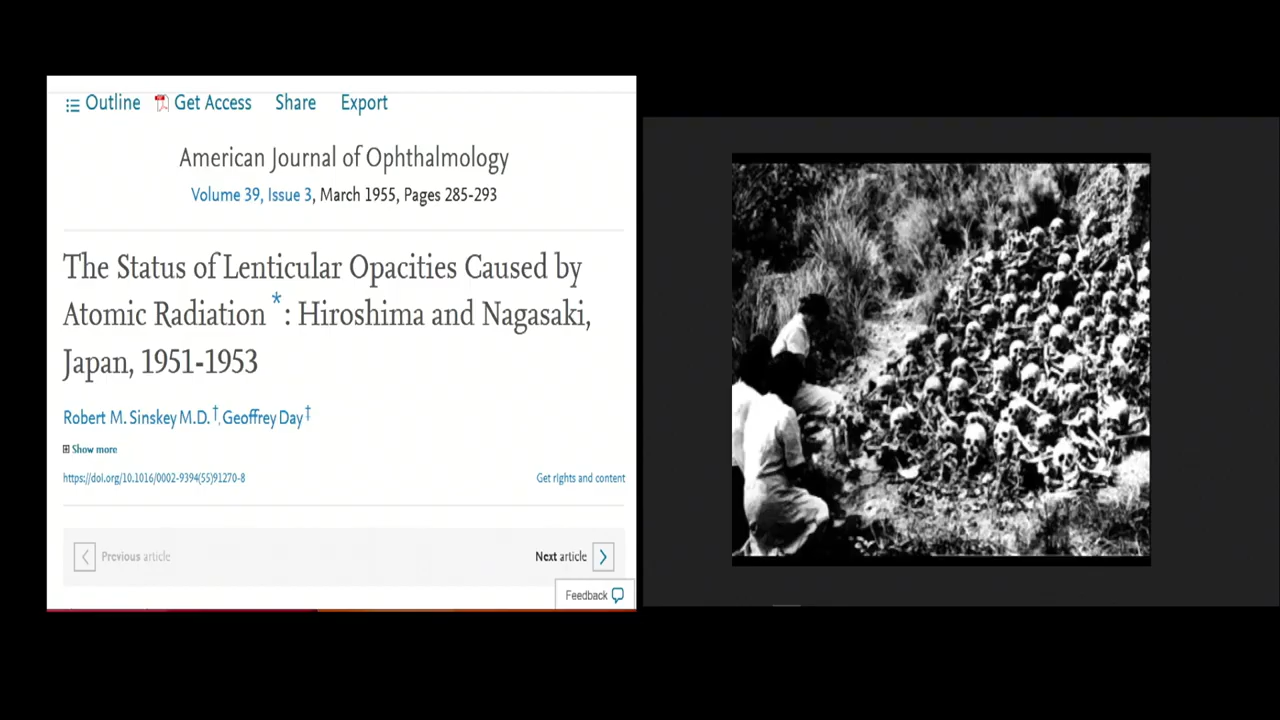 Outline Get Access Share Export
American Journal of Ophthalmology
Volume 39, Issue 3, March 1955, Pages 285-293
The Status of Lenticular Opacities Caused by
Atomic Radiation *: Hiroshima and Nagasaki,
Japan, 1951-1953
Robert M. Sinskey M.D. †, Geoffrey Day ‡
Show more
https://doi.org/10.1016/0002-9394(55)91270-8 Get rights and content
Previous article Next article
Feedback